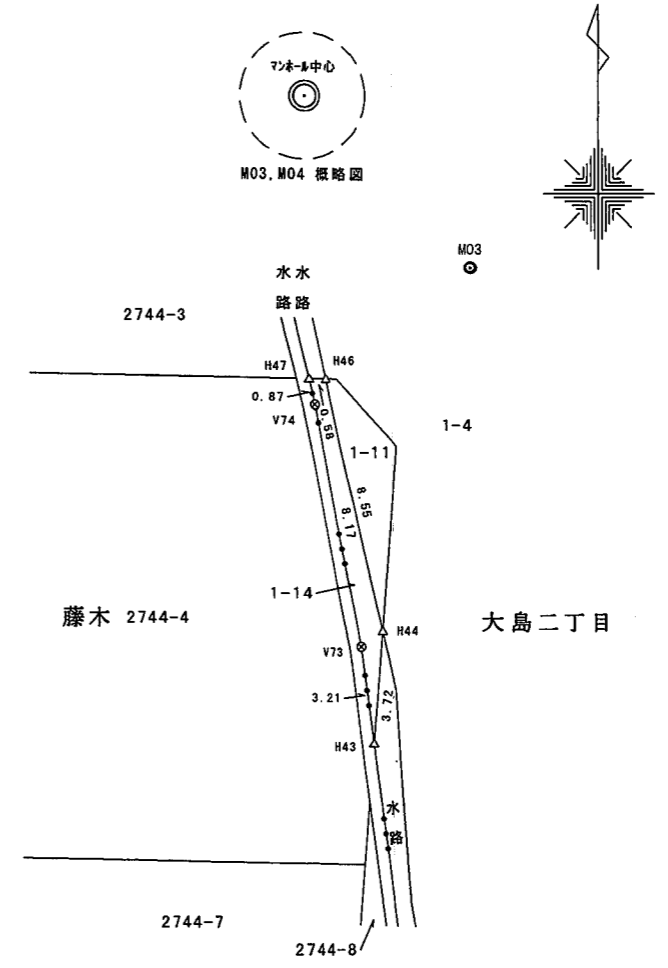 マンホール中心
M03,M04 概略図
M03
水水
路路
2744-3
H47
H46
0.87
0.58
V74
1-4
1-11
8.55
8.17
1-14
藤木 2744-4
大島二丁目
H44
V73
3.21
3.72
H43
水
路
2744-7
2744-8